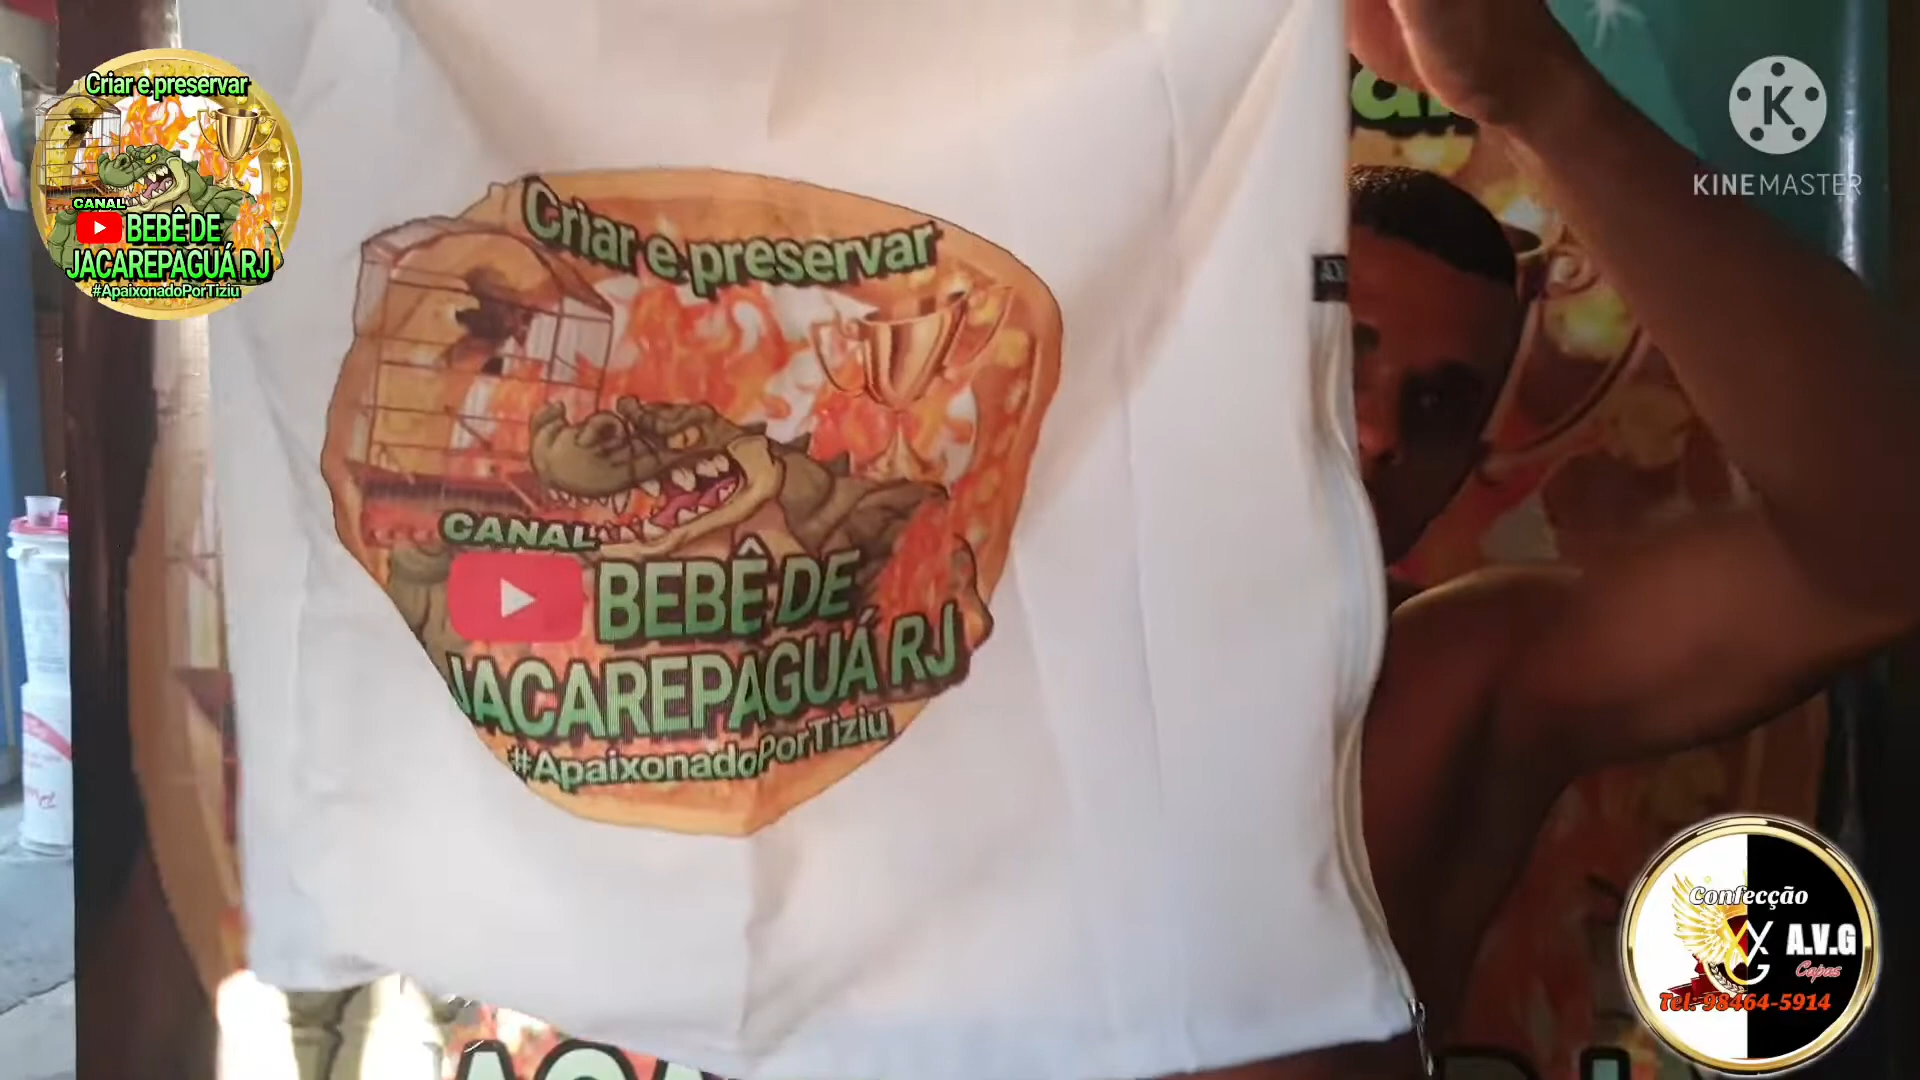 Criar e preservar
CANAL
BEBÊ DE
JACAREPAGUÁ RJ
#ApaixonadoPorTiziu
Criar e preservar
CANAL
BEBÊ DE
JACAREPAGUÁ RJ
#ApaixonadoPorTiziu
K
KINEMASTER
Confecção
A.V.G
Capas
Tel: 98464-5914